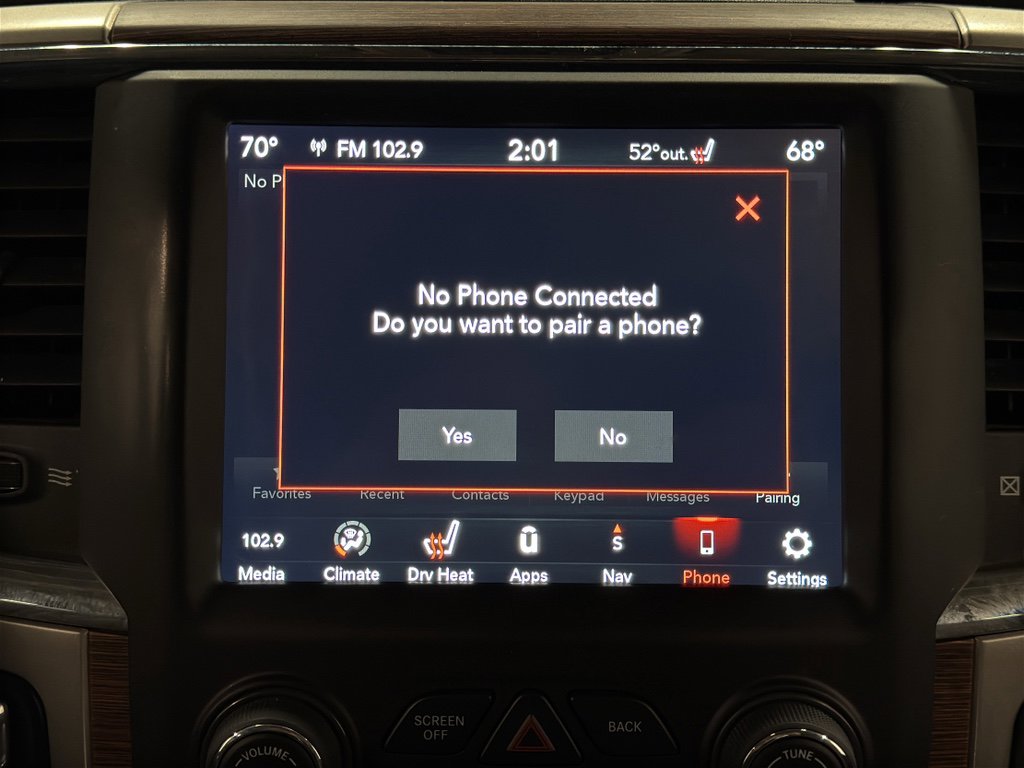 70° FM 102.9 2:01 52°out. 68°
No P
No Phone Connected
Do you want to pair a phone?
Yes No
Favorites Recent Contacts Keypad Messages Pairing
102.9 S
Media Climate Drv Heat Apps Nav Phone Settings
SCREEN OFF BACK
VOLUME TUNE